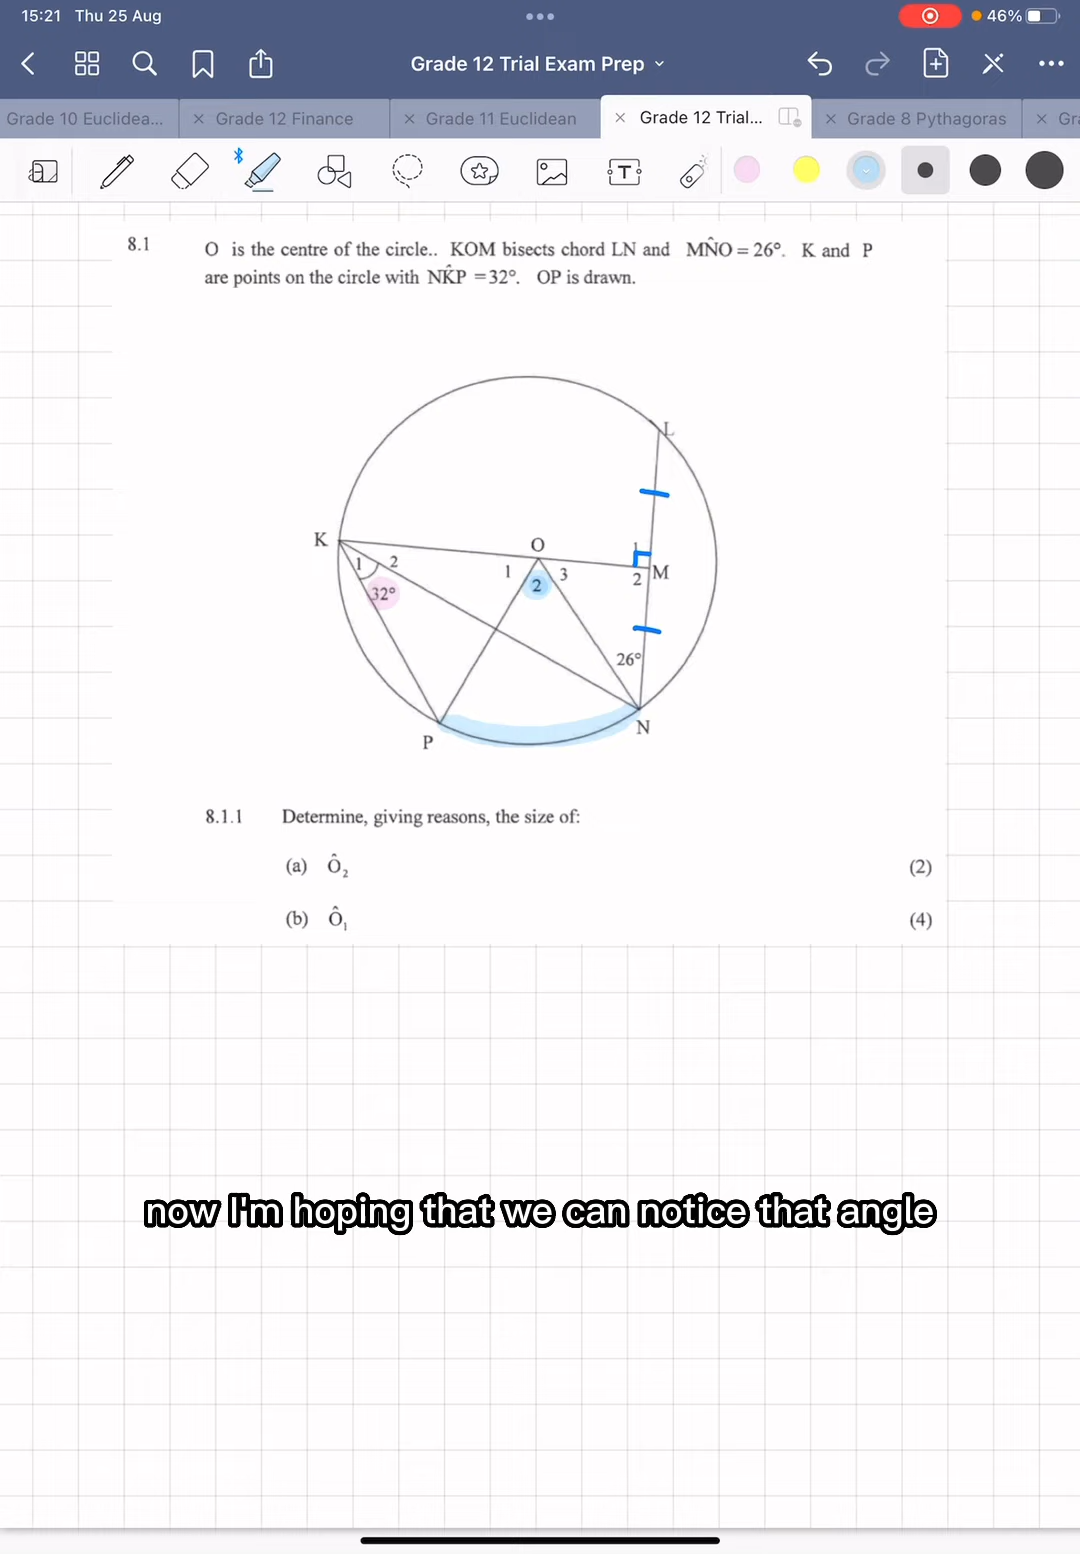 15:21 Thu 25 Aug
46%
Grade 12 Trial Exam Prep
Grade 10 Euclidea...
× Grade 12 Finance
× Grade 11 Euclidean
× Grade 12 Trial...
× Grade 8 Pythagoras
× Gra
T
8.1 O is the centre of the circle.. KOM bisects chord LN and MN̂O = 26°. K and P
are points on the circle with NK̂P = 32°. OP is drawn.
L
K
O
1
1 2
1 2 3
2 M
32°
26°
N
P
8.1.1 Determine, giving reasons, the size of:
(a) Ô₂ (2)
(b) Ô₁ (4)
now I'm hoping that we can notice that angle